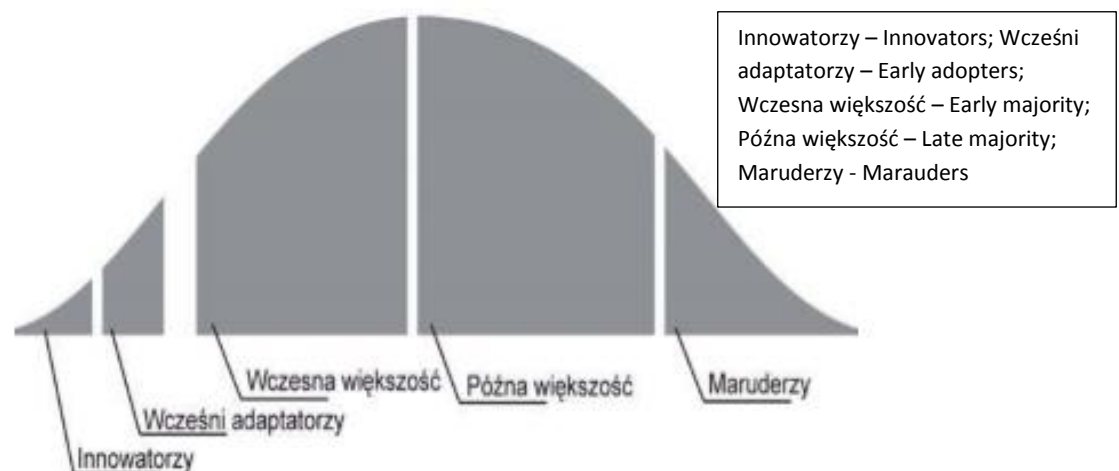 Innowatorzy – Innovators; Wcześni
adaptatorzy – Early adopters;
Wczesna większość – Early majority;
Późna większość – Late majority;
Maruderzy - Marauders
Wczesna większość
Późna większość
Maruderzy
Wcześni adaptatorzy
Innowatorzy